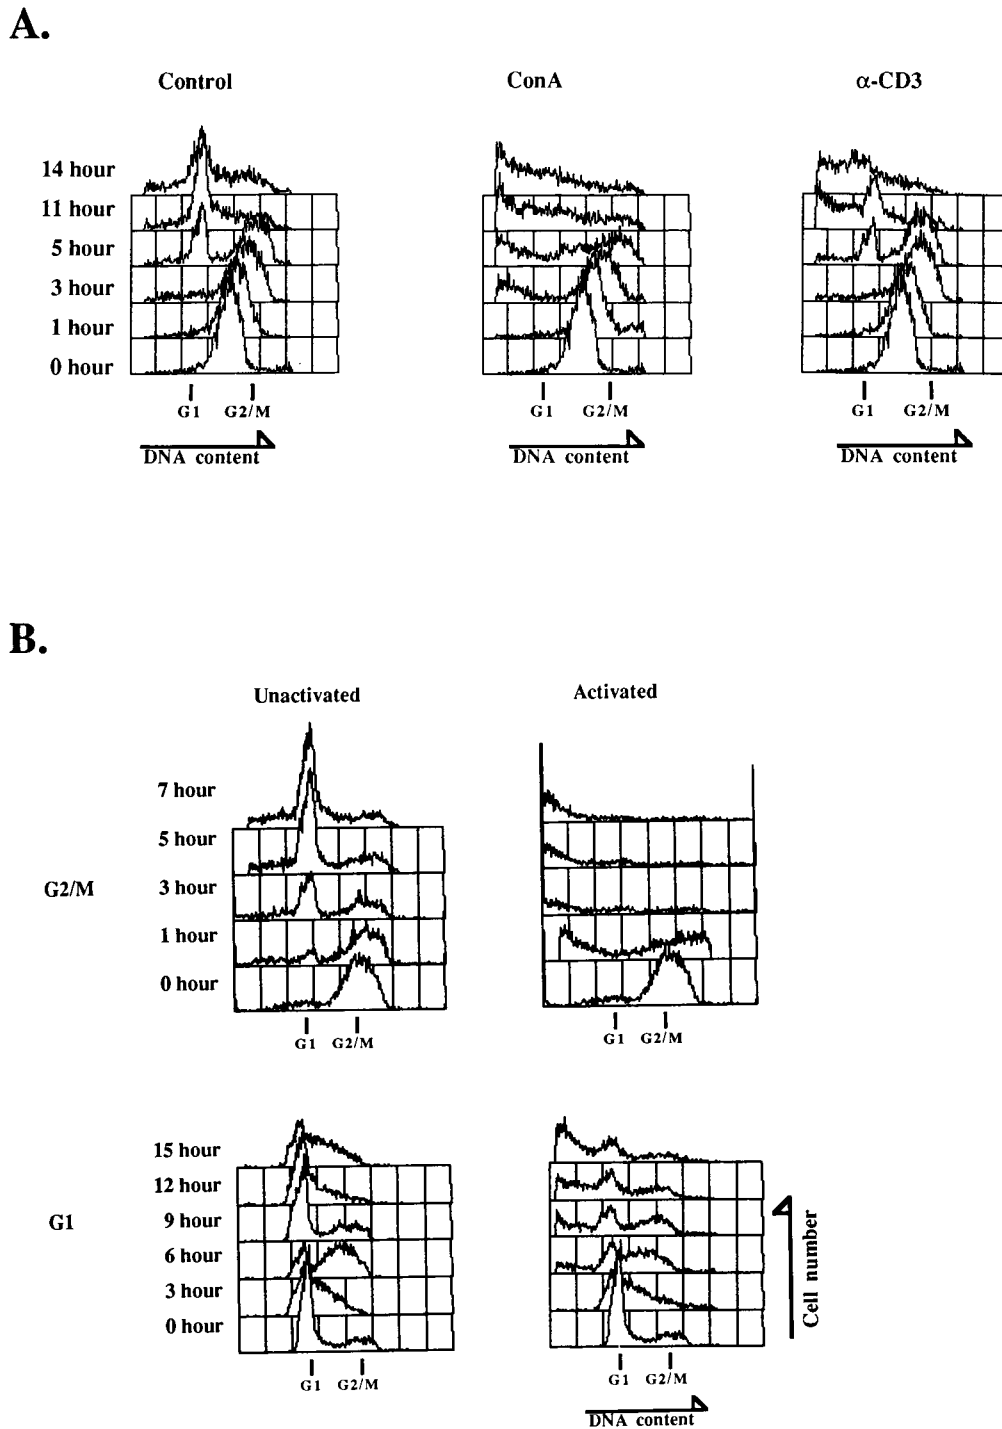 A.
Control ConA α-CD3
14 hour
11 hour
5 hour
3 hour
1 hour
0 hour
G1 G2/M G1 G2/M G1 G2/M
DNA content DNA content DNA content
B.
Unactivated Activated
7 hour
5 hour
G2/M
3 hour
1 hour
0 hour
G1 G2/M G1 G2/M
15 hour
12 hour
G1
9 hour
6 hour
3 hour
0 hour
Cell number
G1 G2/M G1 G2/M
DNA content